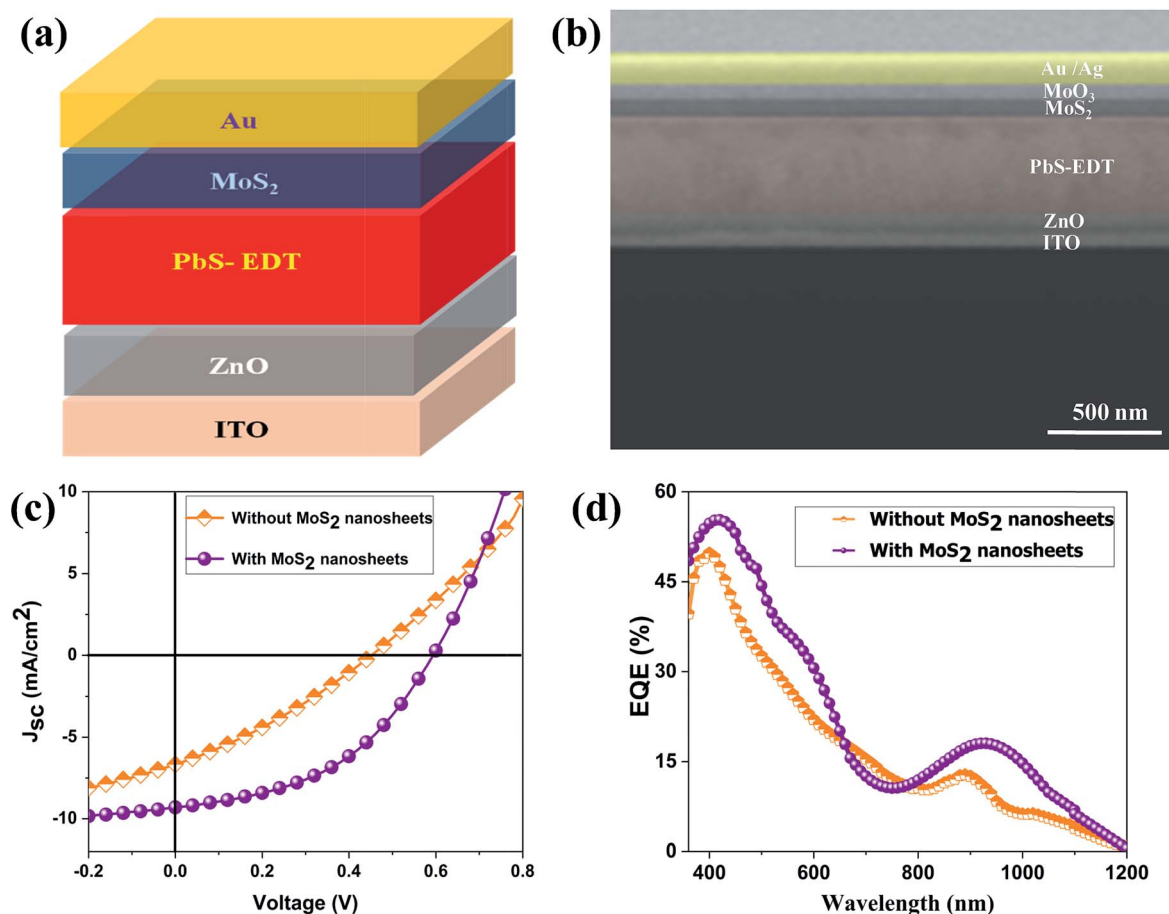 (a)
Au
MoS₂
PbS- EDT
ZnO
ITO
(b)
Au /Ag
MoO₃
MoS₂
PbS-EDT
ZnO
ITO
500 nm
(c)
10
5
0
-5
-10
J_SC (mA/cm²)
Without MoS₂ nanosheets
With MoS₂ nanosheets
-0.2 0.0 0.2 0.4 0.6 0.8
Voltage (V)
(d)
60
45
30
15
0
EQE (%)
Without MoS₂ nanosheets
With MoS₂ nanosheets
400 600 800 1000 1200
Wavelength (nm)